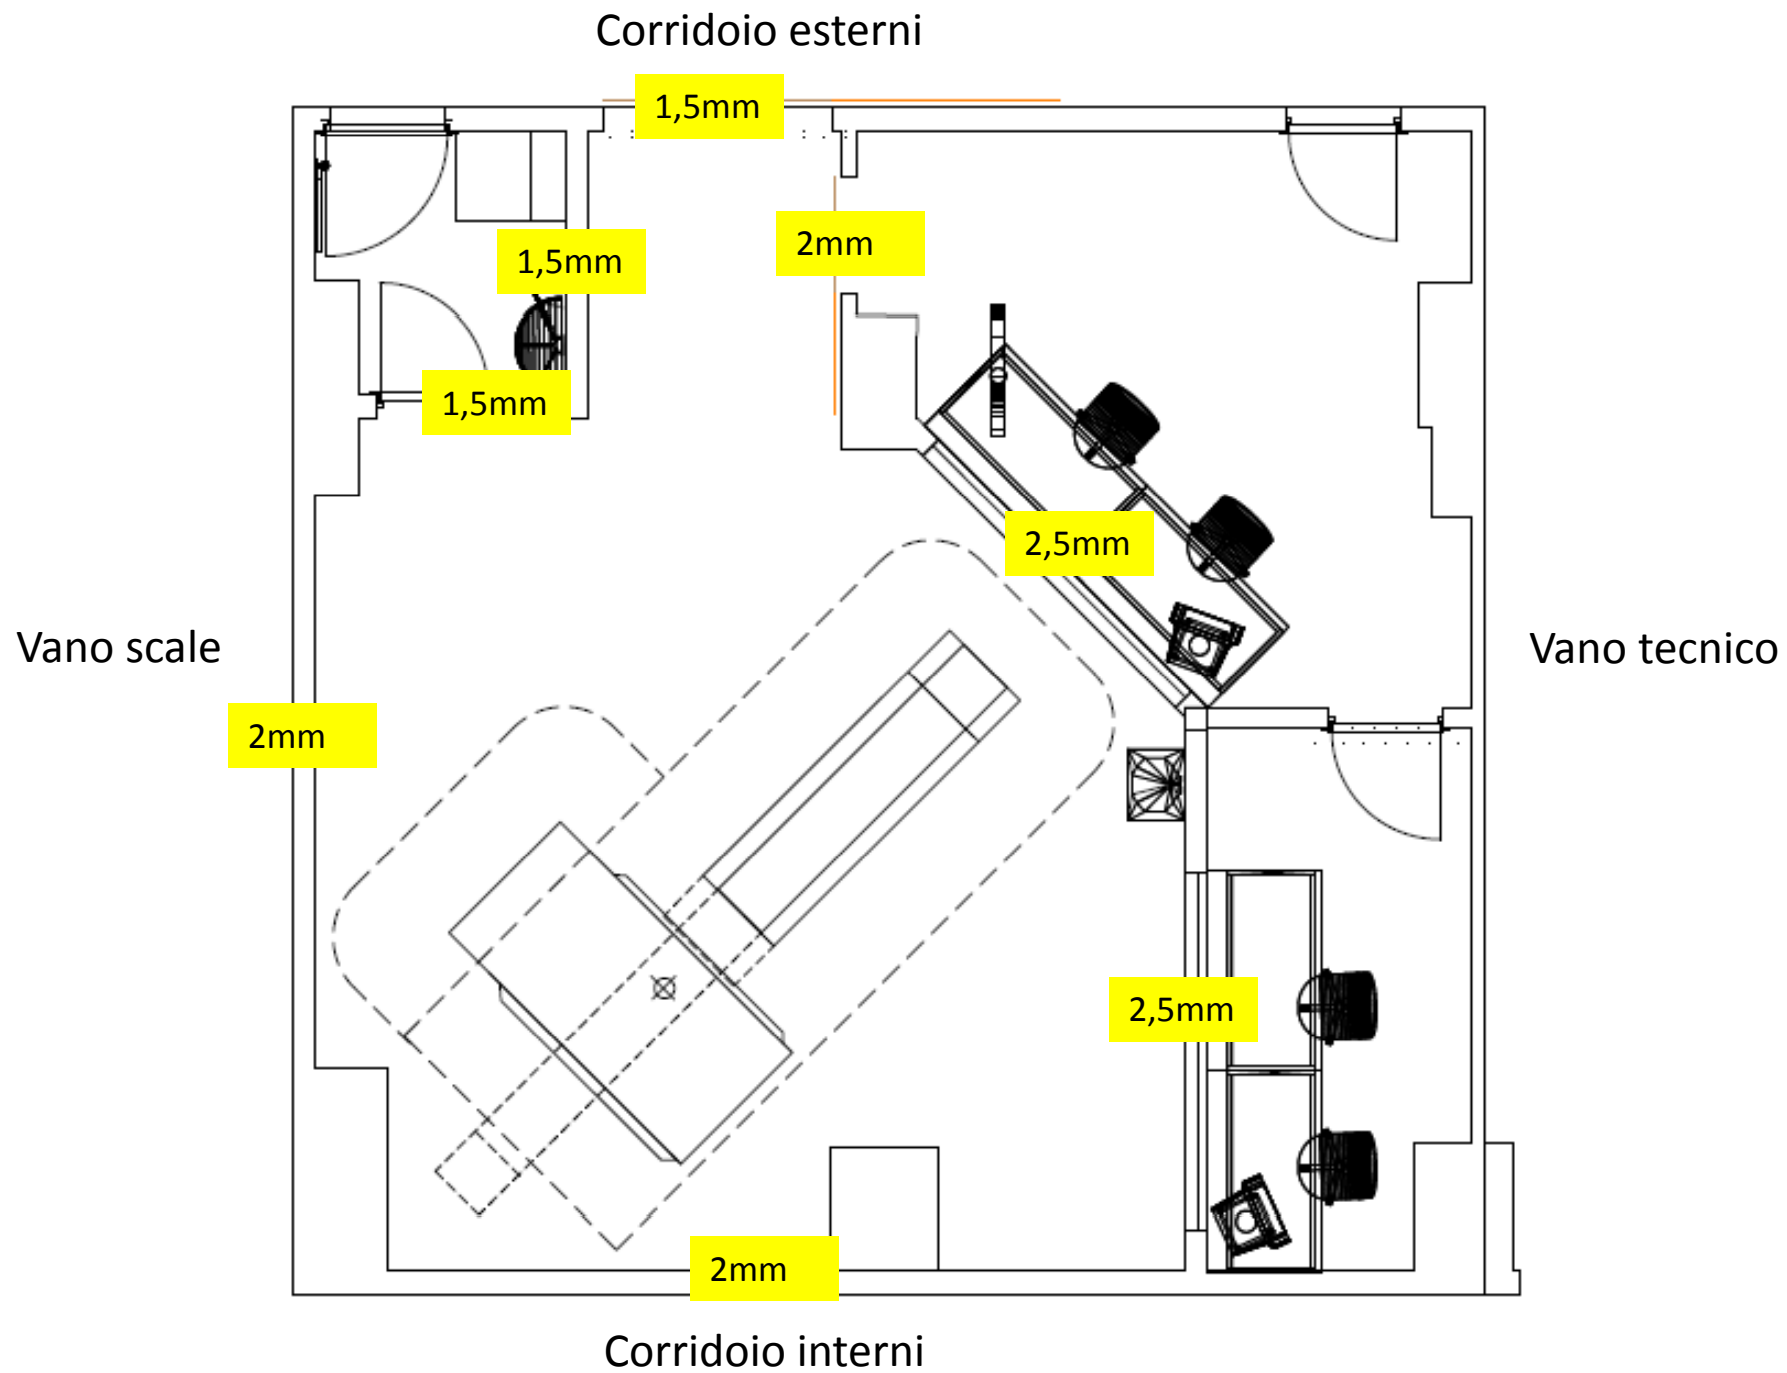 Corridoio esterni
1,5mm
2mm
1,5mm
1,5mm
2,5mm
Vano scale
Vano tecnico
2mm
2,5mm
2mm
Corridoio interni